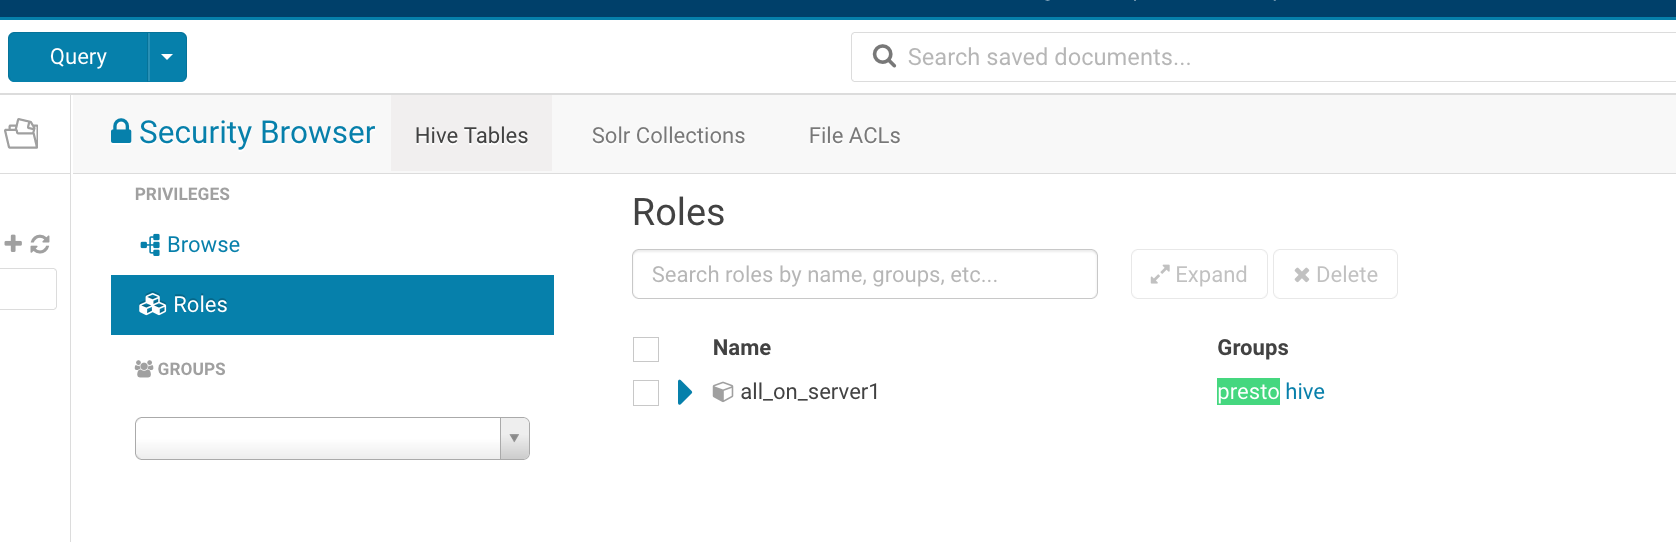 Query
Search saved documents...
Security Browser
Hive Tables
Solr Collections
File ACLs
PRIVILEGES
Browse
Roles
GROUPS
Roles
Search roles by name, groups, etc...
Expand
Delete
Name
Groups
all_on_server1
presto hive